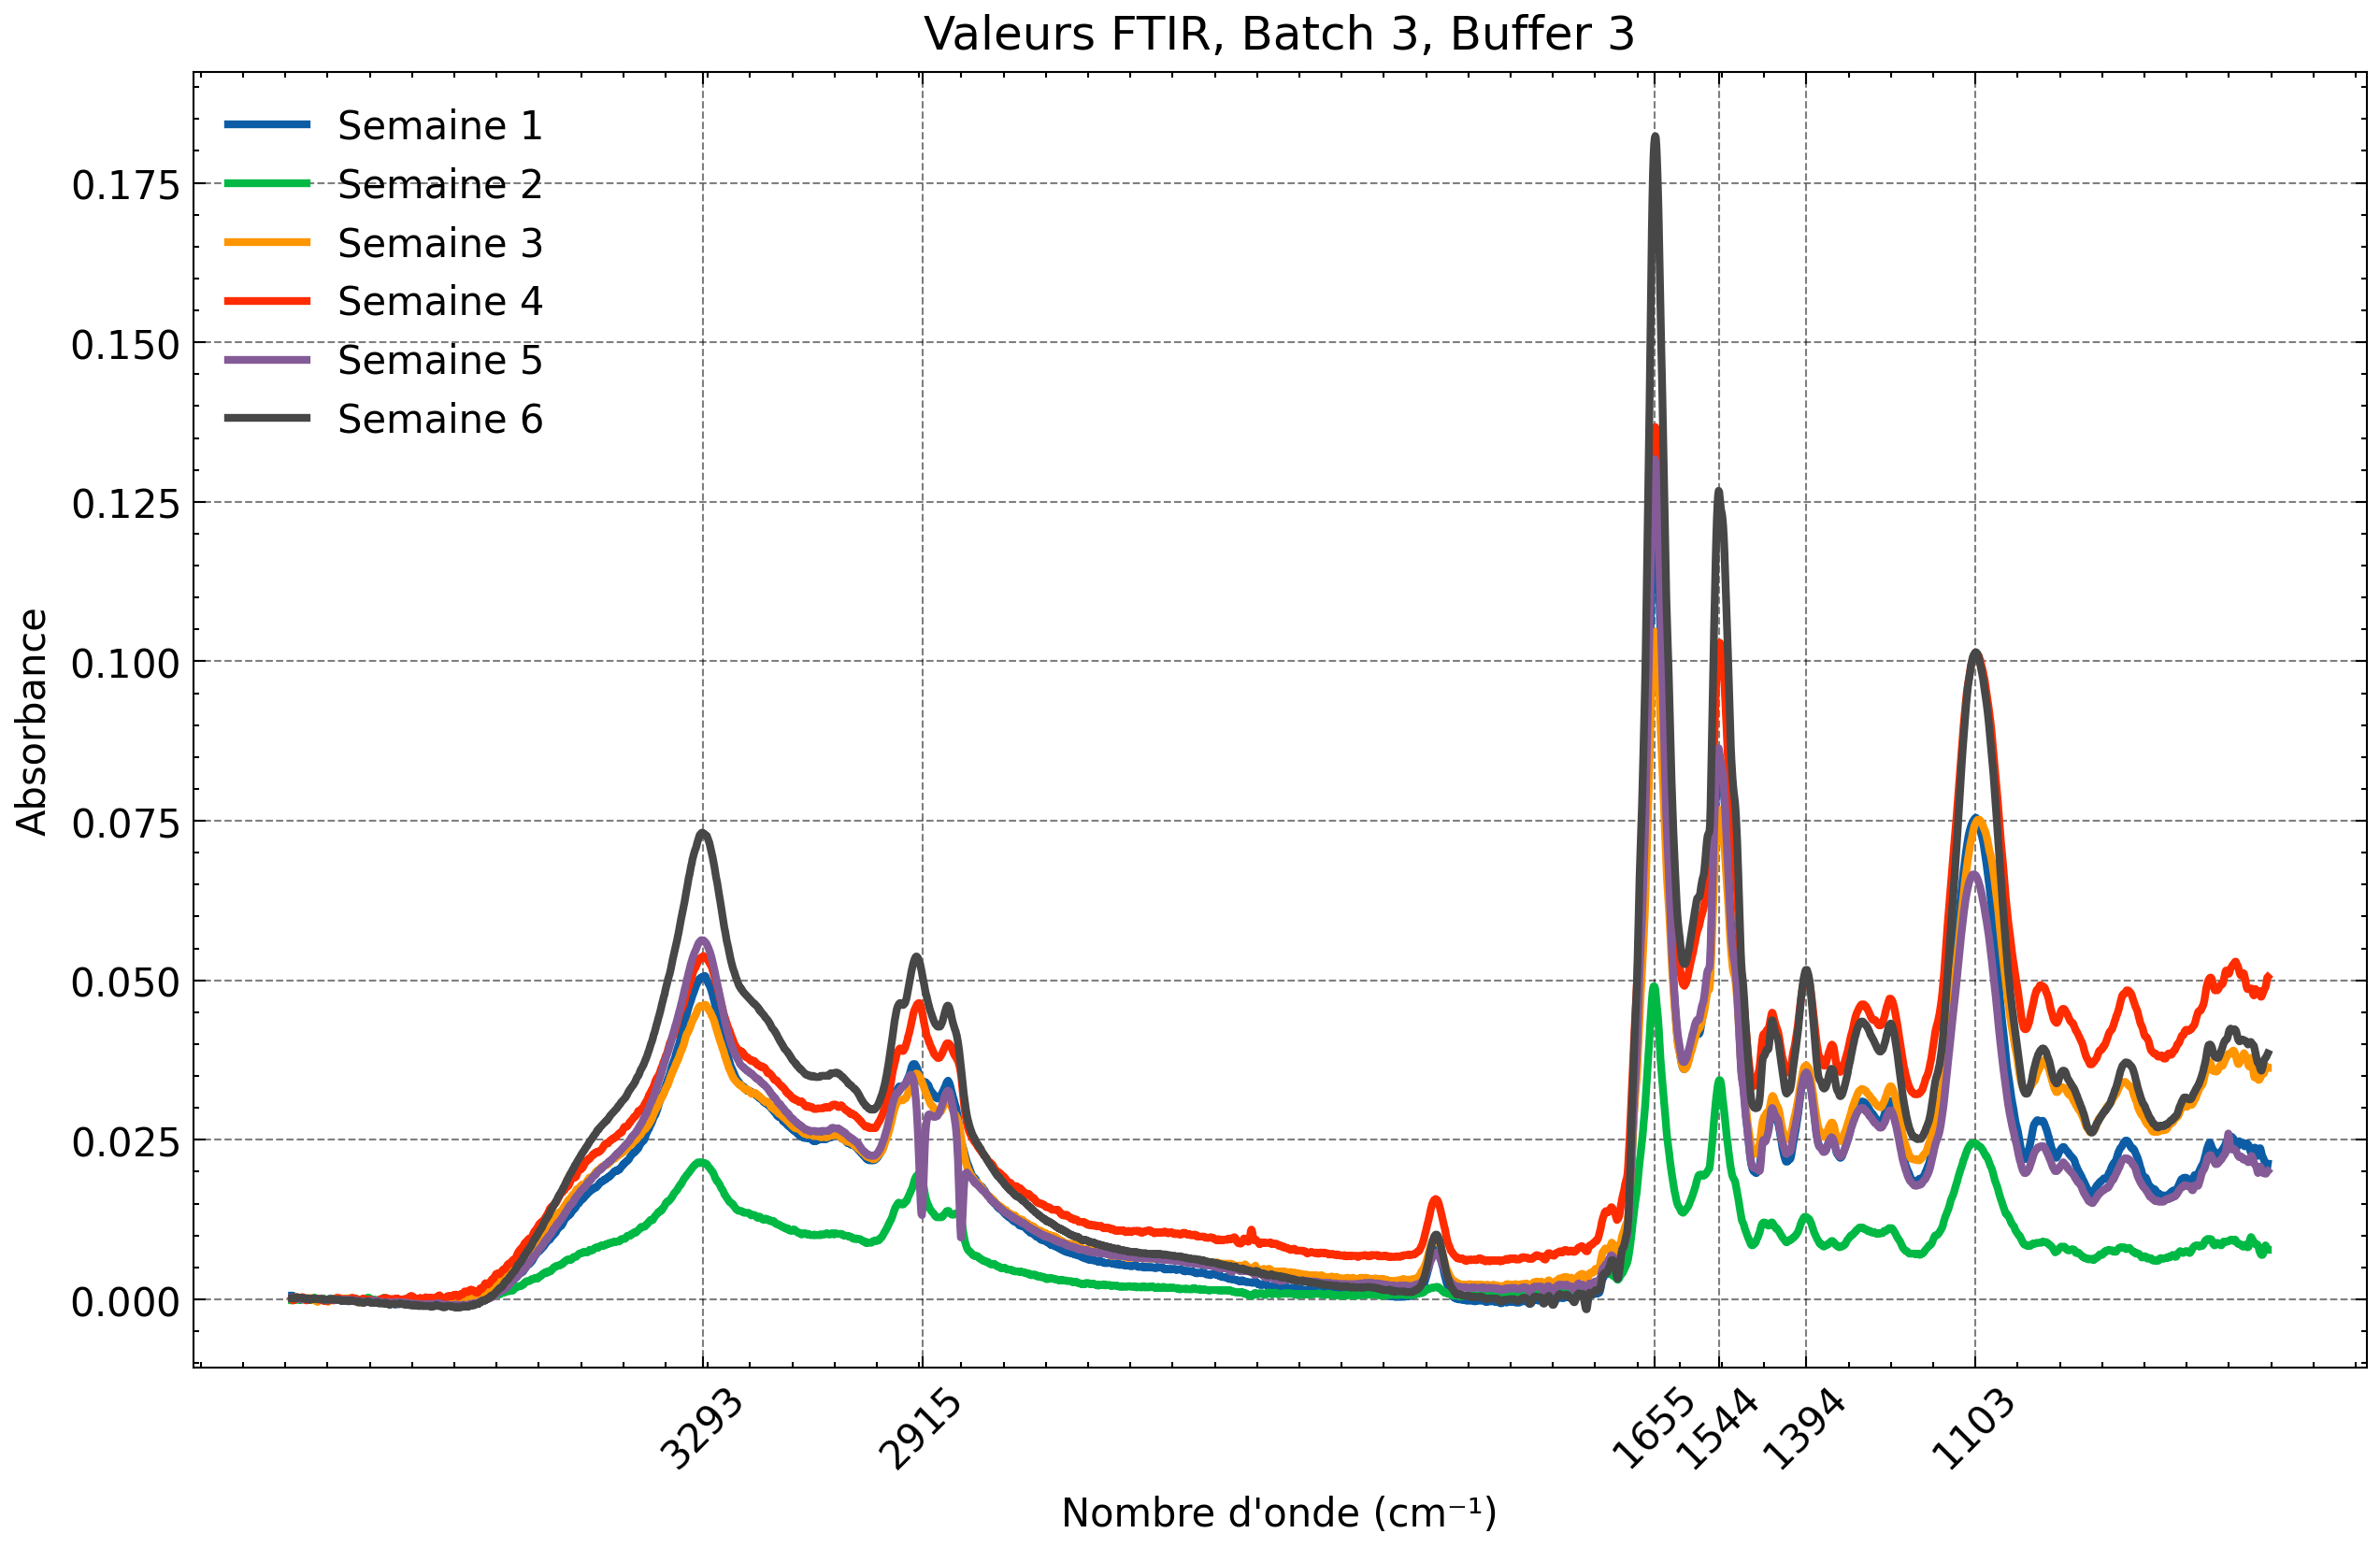 Valeurs FTIR, Batch 3, Buffer 3
Semaine 1
Semaine 2
Semaine 3
Semaine 4
Semaine 5
Semaine 6
0.175
0.150
0.125
0.100
0.075
0.050
0.025
0.000
Absorbance
3293 2915 1655 1544 1394 1103
Nombre d'onde (cm⁻¹)